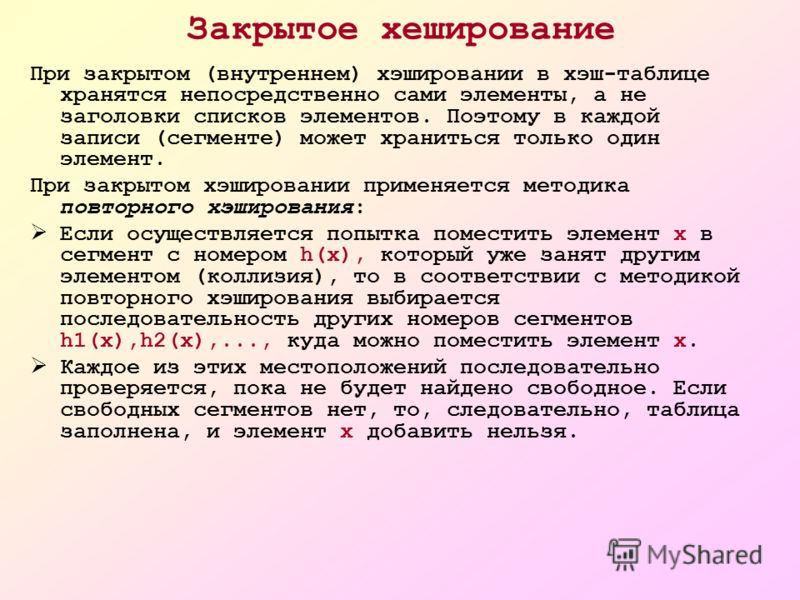 Закрытое хеширование
При закрытом (внутреннем) хэшировании в хэш-таблице
хранятся непосредственно сами элементы, а не
заголовки списков элементов. Поэтому в каждой
записи (сегменте) может храниться только один
элемент.
При закрытом хэшировании применяется методика
повторного хэширования:
Если осуществляется попытка поместить элемент x в
сегмент с номером h(x), который уже занят другим
элементом (коллизия), то в соответствии с методикой
повторного хэширования выбирается
последовательность других номеров сегментов
h1(x),h2(x),..., куда можно поместить элемент x.
Каждое из этих местоположений последовательно
проверяется, пока не будет найдено свободное. Если
свободных сегментов нет, то, следовательно, таблица
заполнена, и элемент x добавить нельзя.
MyShared